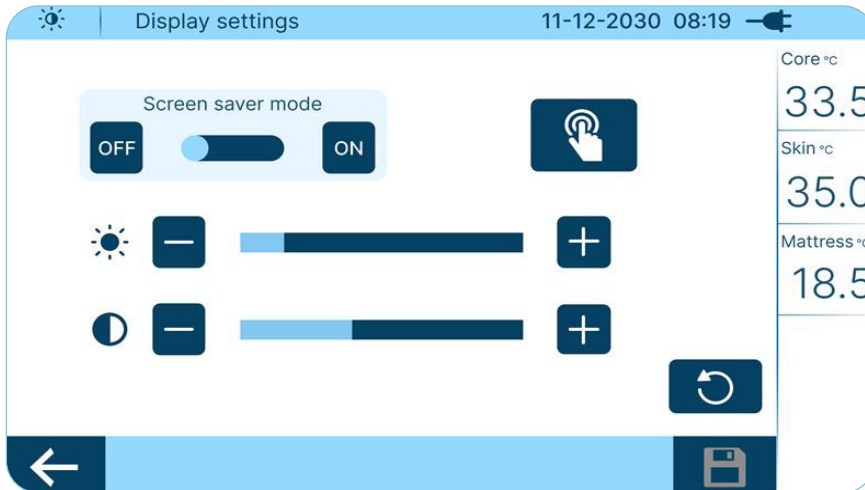 Display settings
11-12-2030 08:19
Screen saver mode
OFF
ON
Core °C
33.5
Skin °C
35.0
Mattress °C
18.5